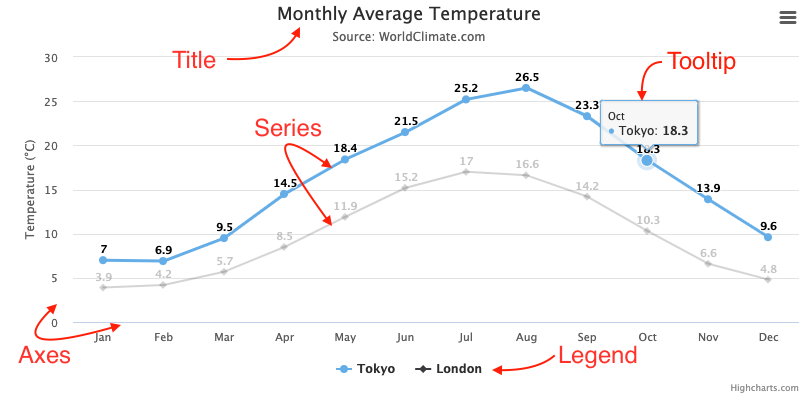 Monthly Average Temperature
Source: WorldClimate.com
Title
Tooltip
Series
Axes
Legend
Temperature (°C)
30
25
20
15
10
5
0
7 6.9 9.5 14.5 18.4 21.5 25.2 26.5 23.3 18.3 13.9 9.6
3.9 4.2 5.7 8.5 11.9 15.2 17 16.6 14.2 10.3 6.6 4.8
Oct
Tokyo: 18.3
Jan Feb Mar Apr May Jun Jul Aug Sep Oct Nov Dec
Tokyo London
Highcharts.com